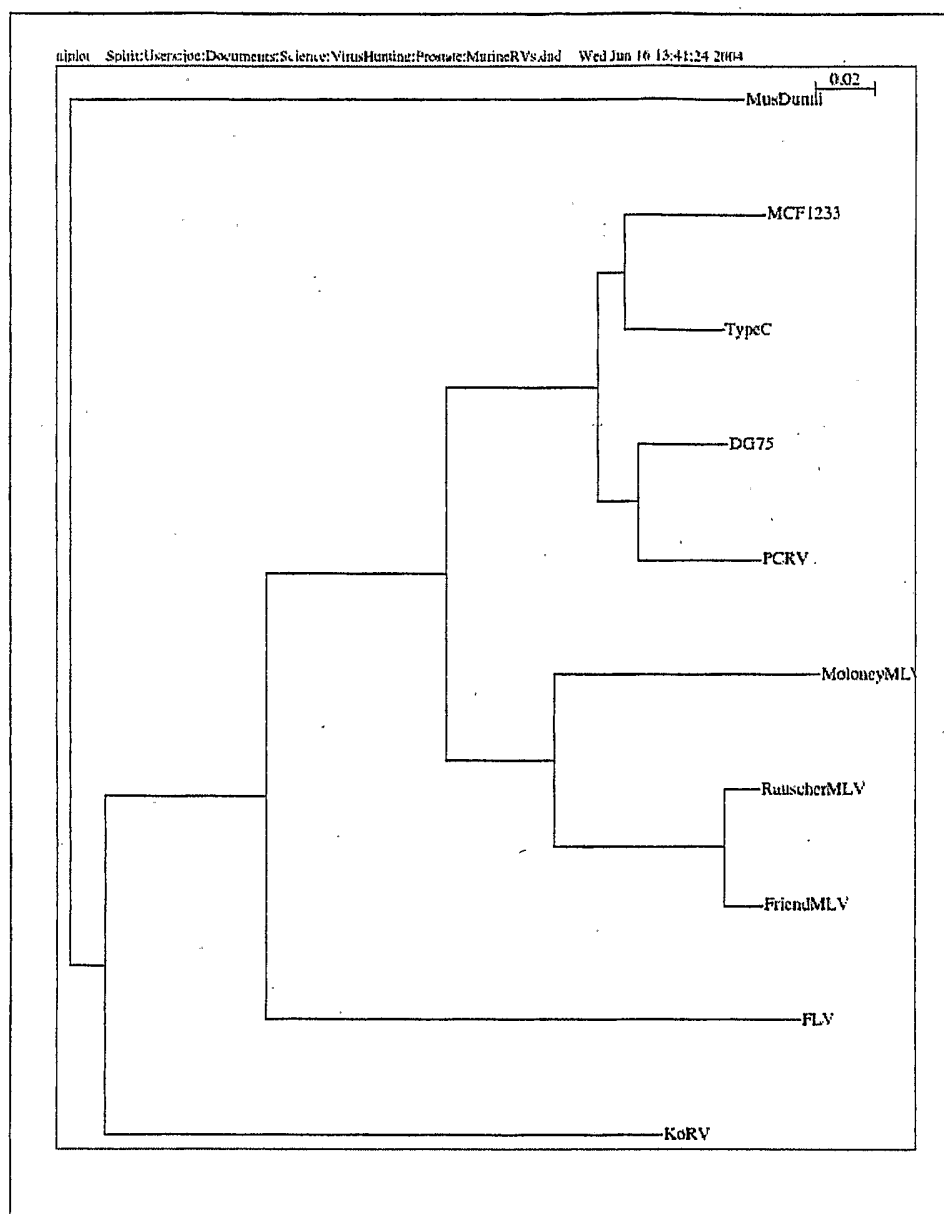 njplot Split:Users:joe:Documents:Science:VirusHunting:Prostate:MurineRVs.dnd Wed Jun 16 13:41:24 2004
0.02
MusDunni
MCF1233
TypeC
DG75
PCRV
MoloneyMLV
RauscherMLV
FriendMLV
FLV
KoRV